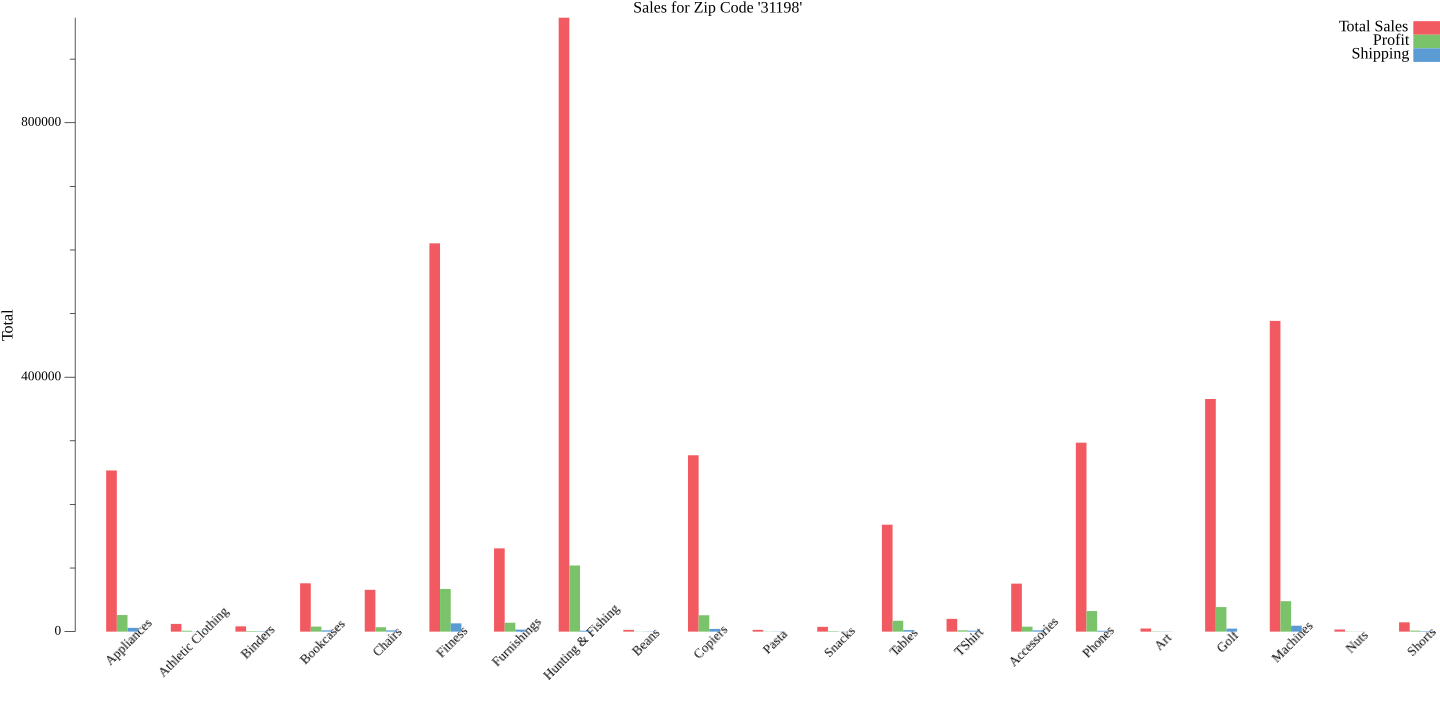 Sales for Zip Code '31198'
Total Sales
Profit
Shipping
800000
400000
0
Total
Appliances
Athletic Clothing
Binders
Bookcases
Chairs
Fitness
Furnishings
Hunting & Fishing
Beans
Copiers
Pasta
Snacks
Tables
TShirt
Accessories
Phones
Art
Golf
Machines
Nuts
Shorts